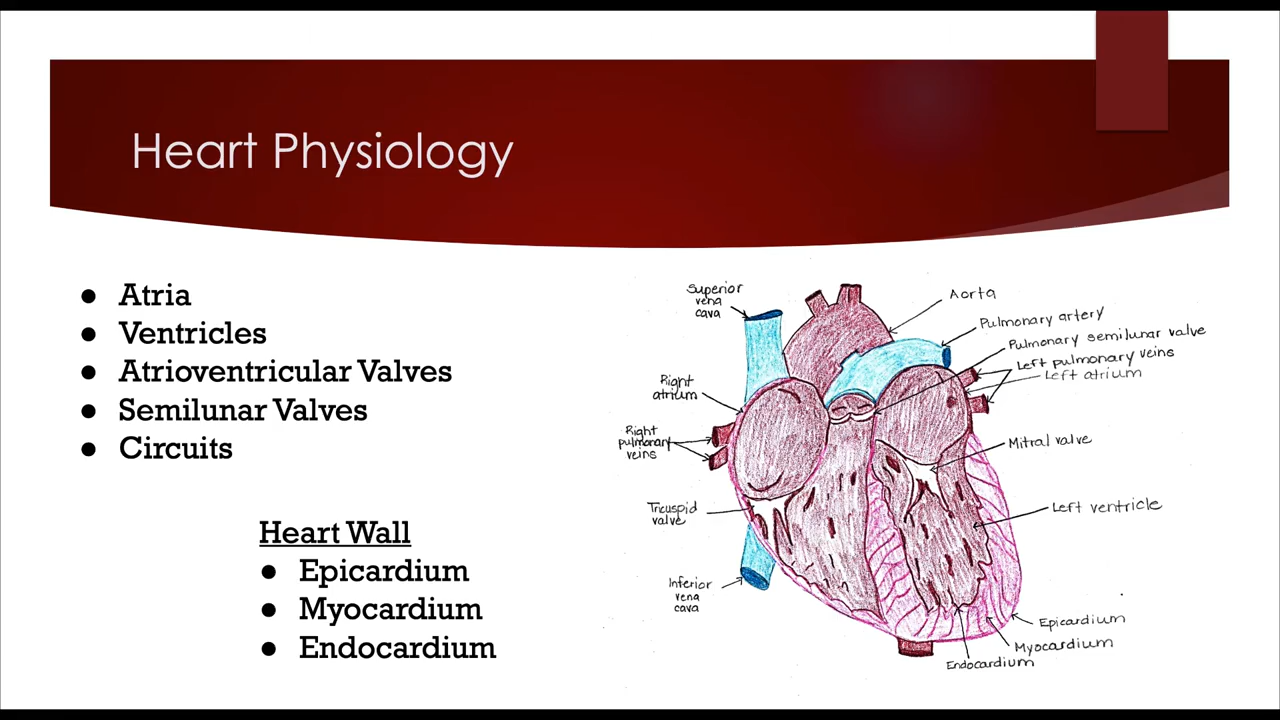 Heart Physiology
● Atria
● Ventricles
● Atrioventricular Valves
● Semilunar Valves
● Circuits
Heart Wall
● Epicardium
● Myocardium
● Endocardium
Superior
vena
cava
Right
atrium
Right
pulmonary
veins
Tricuspid
valve
Inferior
vena
cava
Aorta
Pulmonary artery
Pulmonary semilunar valve
Left pulmonary veins
Left atrium
Mitral valve
Left ventricle
Epicardium
Myocardium
Endocardium